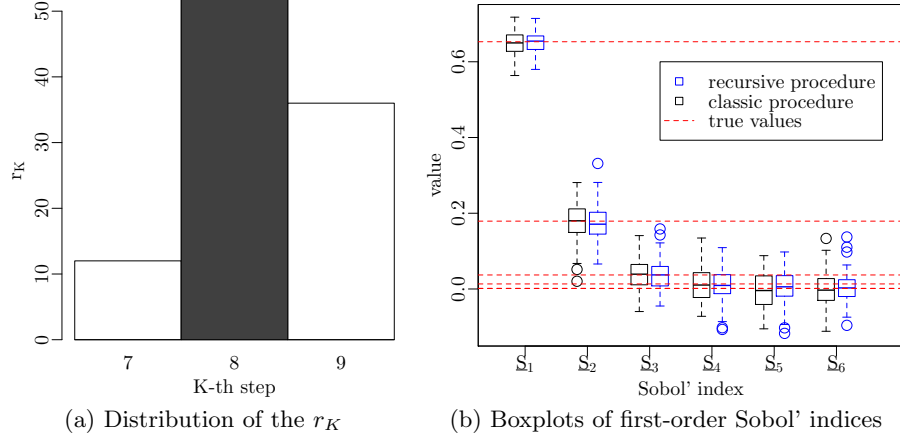 50
40
30
20
10
0
r_K
7 8 9
K-th step
(a) Distribution of the r_K
0.6
0.4
0.2
0.0
value
recursive procedure
classic procedure
true values
S_1 S_2 S_3 S_4 S_5 S_6
Sobol' index
(b) Boxplots of first-order Sobol' indices